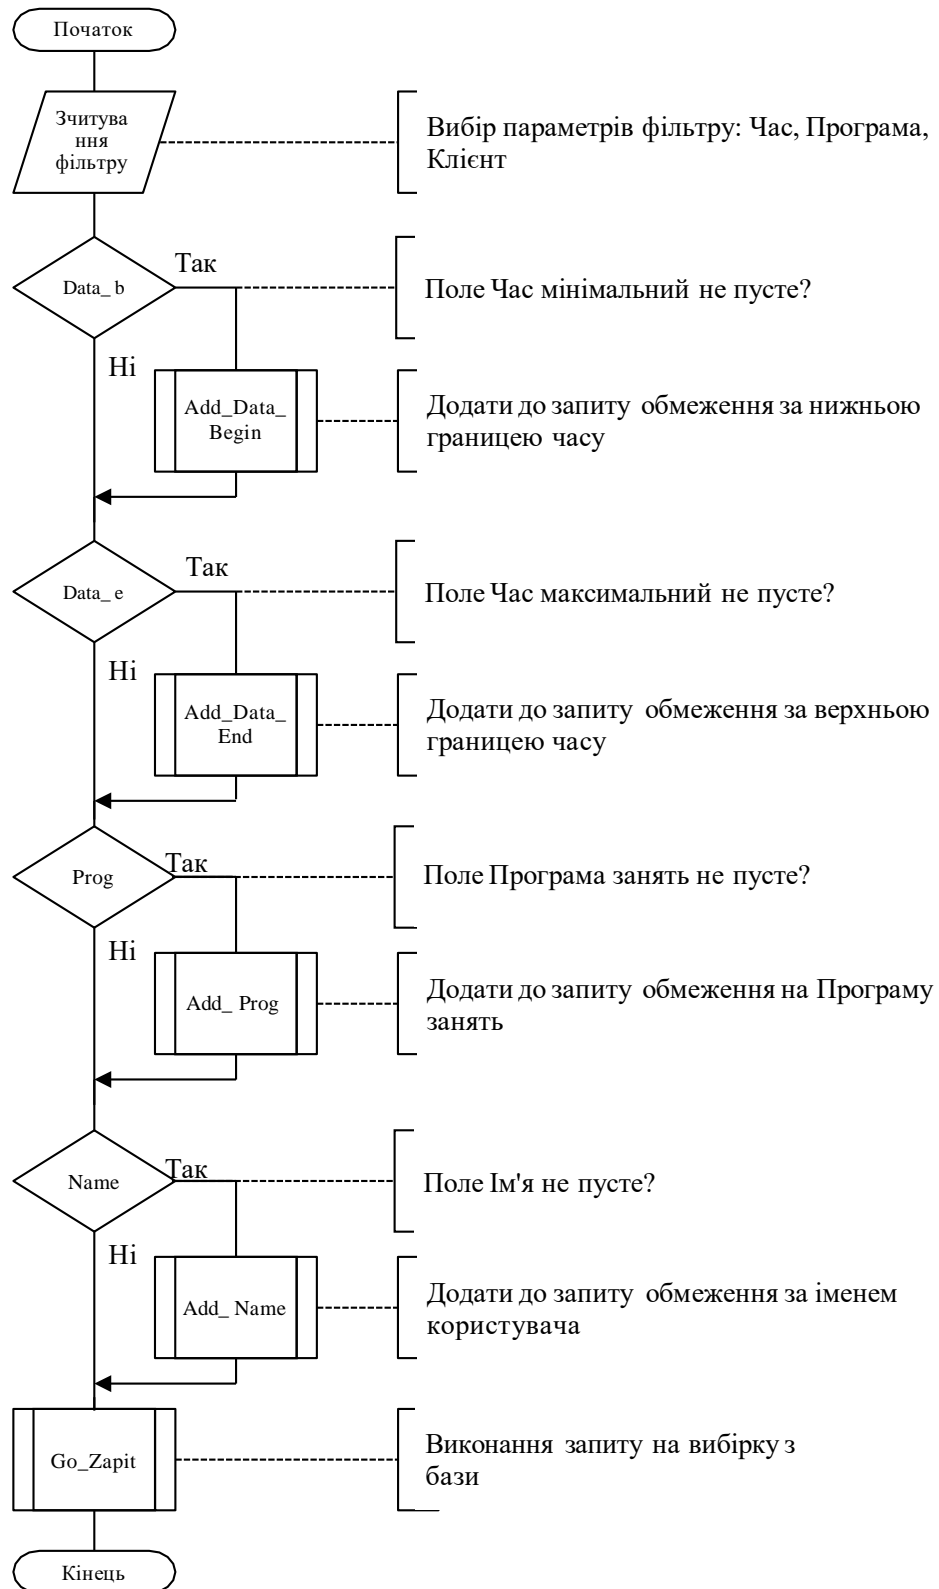 Початок
Зчитува
ння
фільтру
Вибір параметрів фільтру: Час, Програма,
Клієнт
Data_ b
Так
Поле Час мінімальний не пусте?
Ні
Add_Data_
Begin
Додати до запиту обмеження за нижньою
границею часу
Data_ e
Так
Поле Час максимальний не пусте?
Ні
Add_Data_
End
Додати до запиту обмеження за верхньою
границею часу
Prog
Так
Поле Програма занять не пусте?
Ні
Add_ Prog
Додати до запиту обмеження на Програму
занять
Name
Так
Поле Ім'я не пусте?
Ні
Add_ Name
Додати до запиту обмеження за іменем
користувача
Go_Zapit
Виконання запиту на вибірку з
бази
Кінець